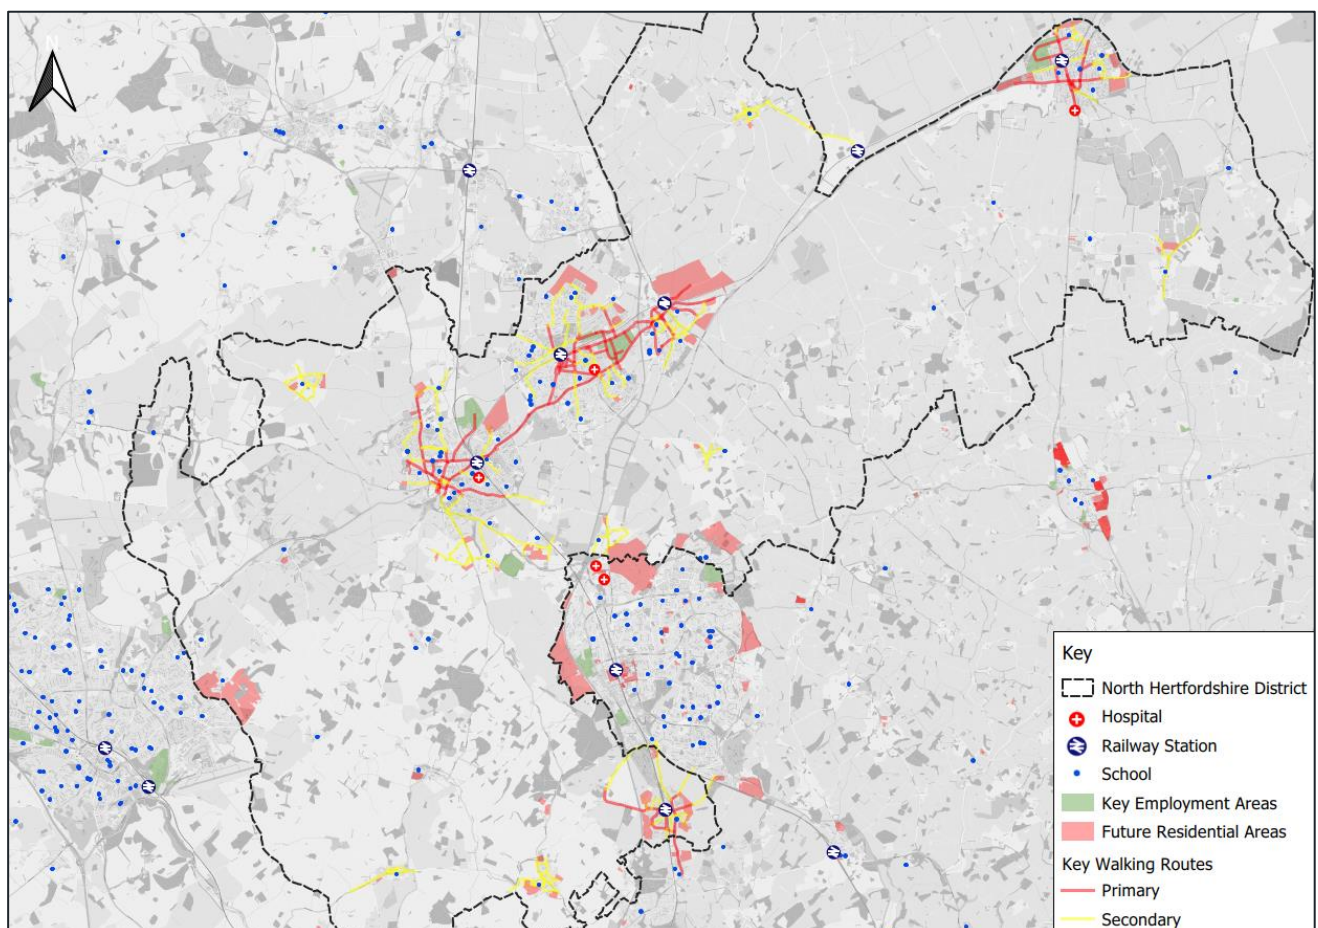 N
Key
North Hertfordshire District
Hospital
Railway Station
School
Key Employment Areas
Future Residential Areas
Key Walking Routes
Primary
Secondary